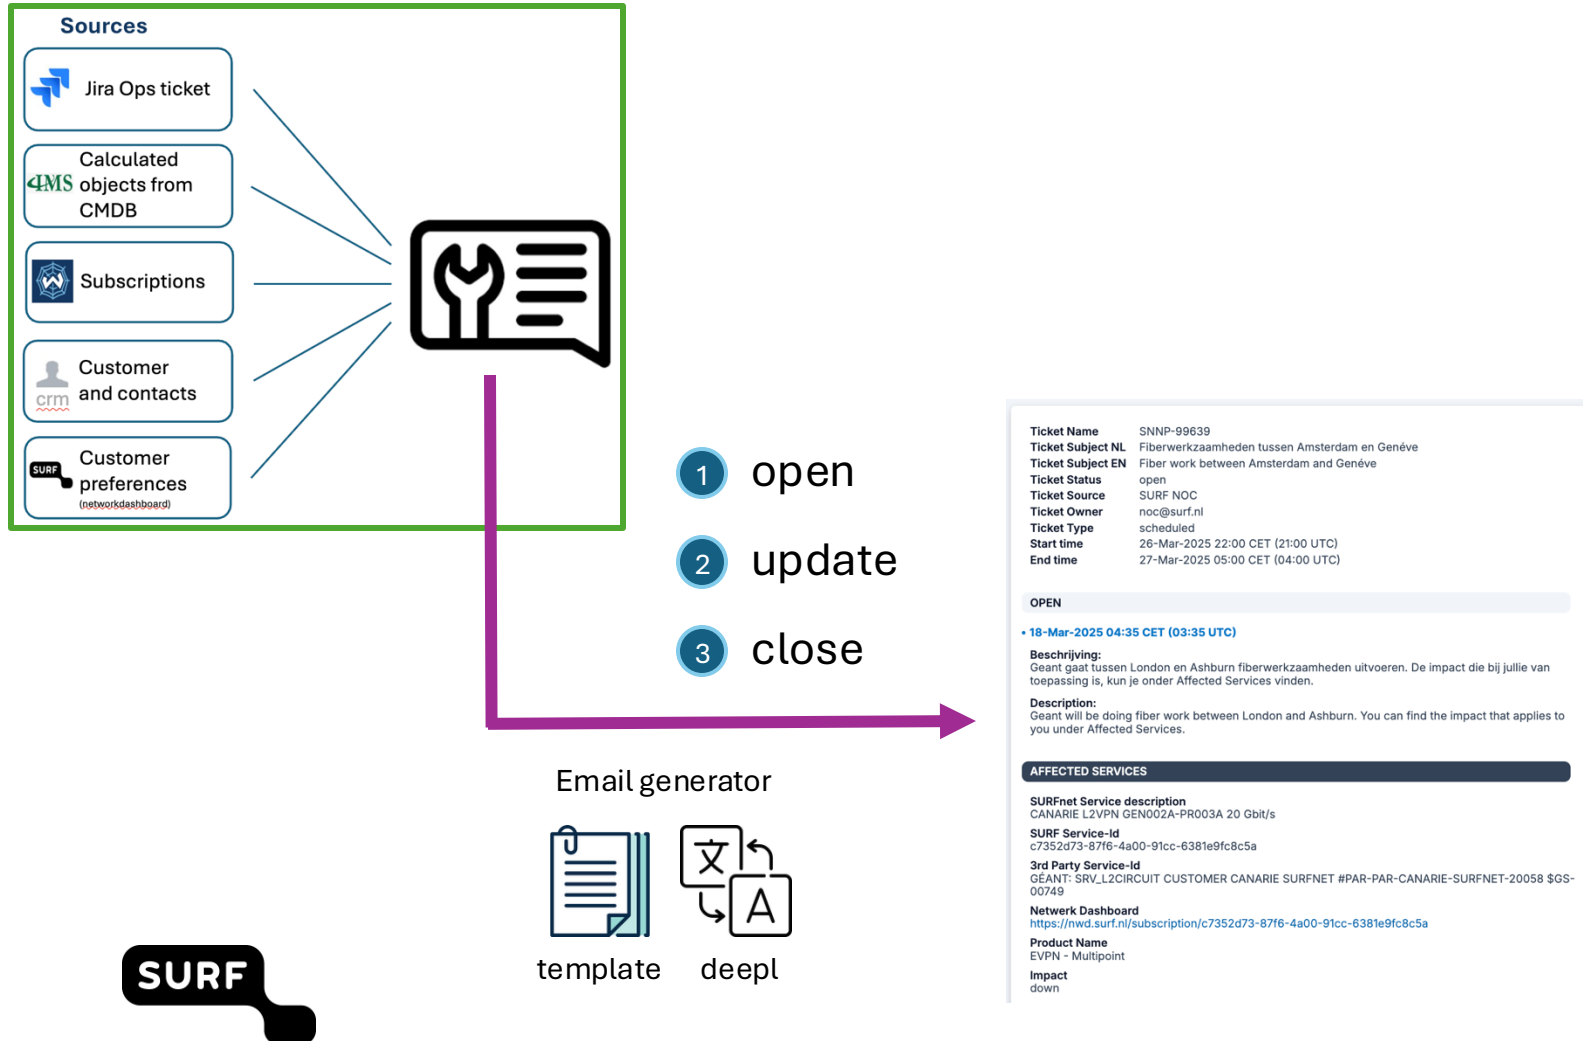 Sources
Jira Ops ticket
IMS
Calculated
objects from
CMDB
W
Subscriptions
crm
Customer
and contacts
SURF
Customer
preferences
(networkdashboard)
1 open
2 update
3 close
Email generator
文
A
template
deepl
SURF
Ticket Name SNNP-99639
Ticket Subject NL Fiberwerkzaamheden tussen Amsterdam en Genéve
Ticket Subject EN Fiber work between Amsterdam and Genéve
Ticket Status open
Ticket Source SURF NOC
Ticket Owner noc@surf.nl
Ticket Type scheduled
Start time 26-Mar-2025 22:00 CET (21:00 UTC)
End time 27-Mar-2025 05:00 CET (04:00 UTC)
OPEN
• 18-Mar-2025 04:35 CET (03:35 UTC)
Beschrijving:
Geant gaat tussen London en Ashburn fiberwerkzaamheden uitvoeren. De impact die bij jullie van
toepassing is, kun je onder Affected Services vinden.
Description:
Geant will be doing fiber work between London and Ashburn. You can find the impact that applies to
you under Affected Services.
AFFECTED SERVICES
SURFnet Service description
CANARIE L2VPN GEN002A-PR003A 20 Gbit/s
SURF Service-Id
c7352d73-87f6-4a00-91cc-6381e9fc8c5a
3rd Party Service-Id
GÉANT: SRV_L2CIRCUIT CUSTOMER CANARIE SURFNET #PAR-PAR-CANARIE-SURFNET-20058 $GS-
00749
Netwerk Dashboard
https://nwd.surf.nl/subscription/c7352d73-87f6-4a00-91cc-6381e9fc8c5a
Product Name
EVPN - Multipoint
Impact
down